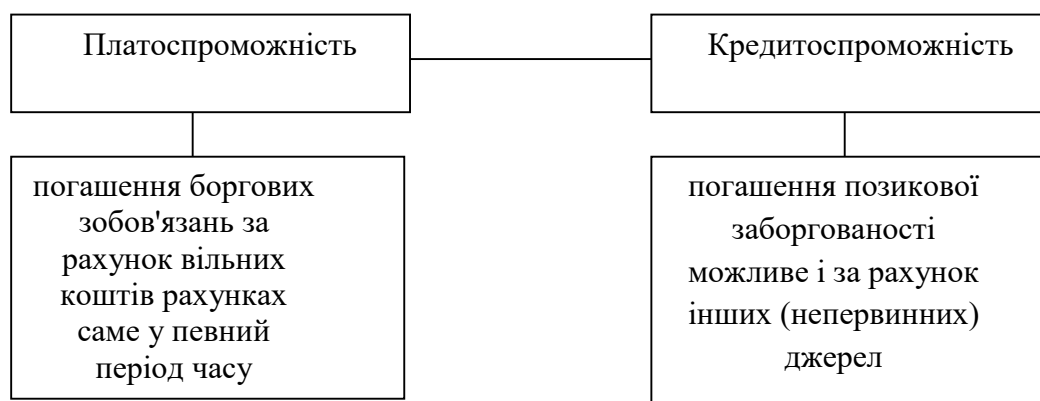 Платоспроможність
Кредитоспроможність
погашення боргових
зобов'язань за
рахунок вільних
коштів рахунках
саме у певний
період часу
погашення позикової
заборгованості
можливе і за рахунок
інших (непервинних)
джерел